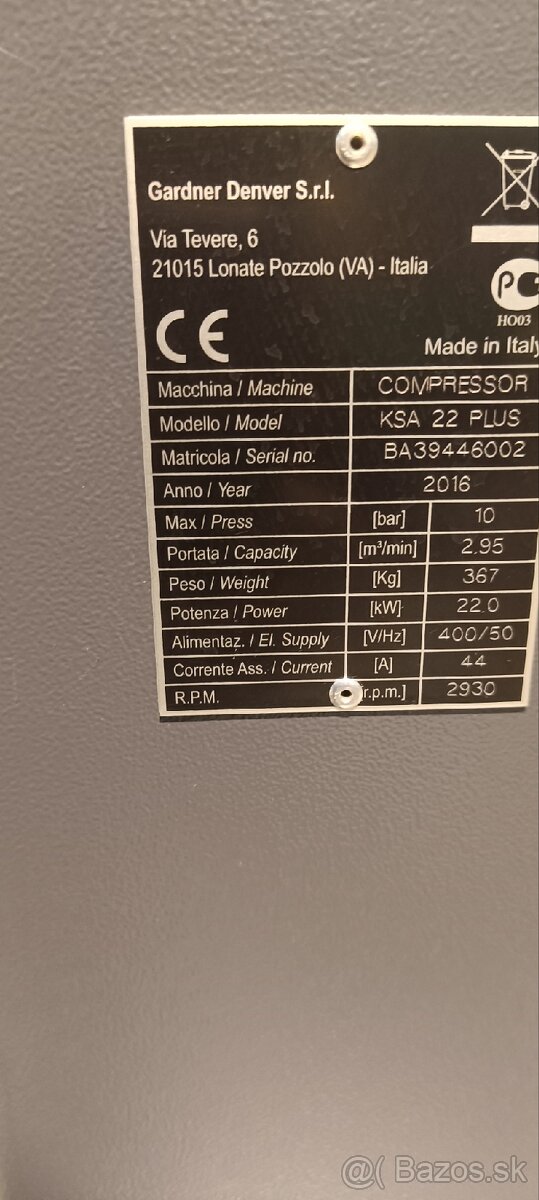 Gardner Denver S.r.l.
Via Tevere, 6
21015 Lonate Pozzolo (VA) - Italia
HO03
CE
Made in Italy
Macchina / Machine COMPRESSOR
Modello / Model KSA 22 PLUS
Matricola / Serial no. BA39446002
Anno / Year 2016
Max / Press [bar] 10
Portata / Capacity [m³/min] 2.95
Peso / Weight [Kg] 367
Potenza / Power [kW] 22.0
Alimentaz. / El. Supply [V/Hz] 400/50
Corrente Ass. / Current [A] 44
R.P.M. r.p.m.] 2930
@( Bazos.sk